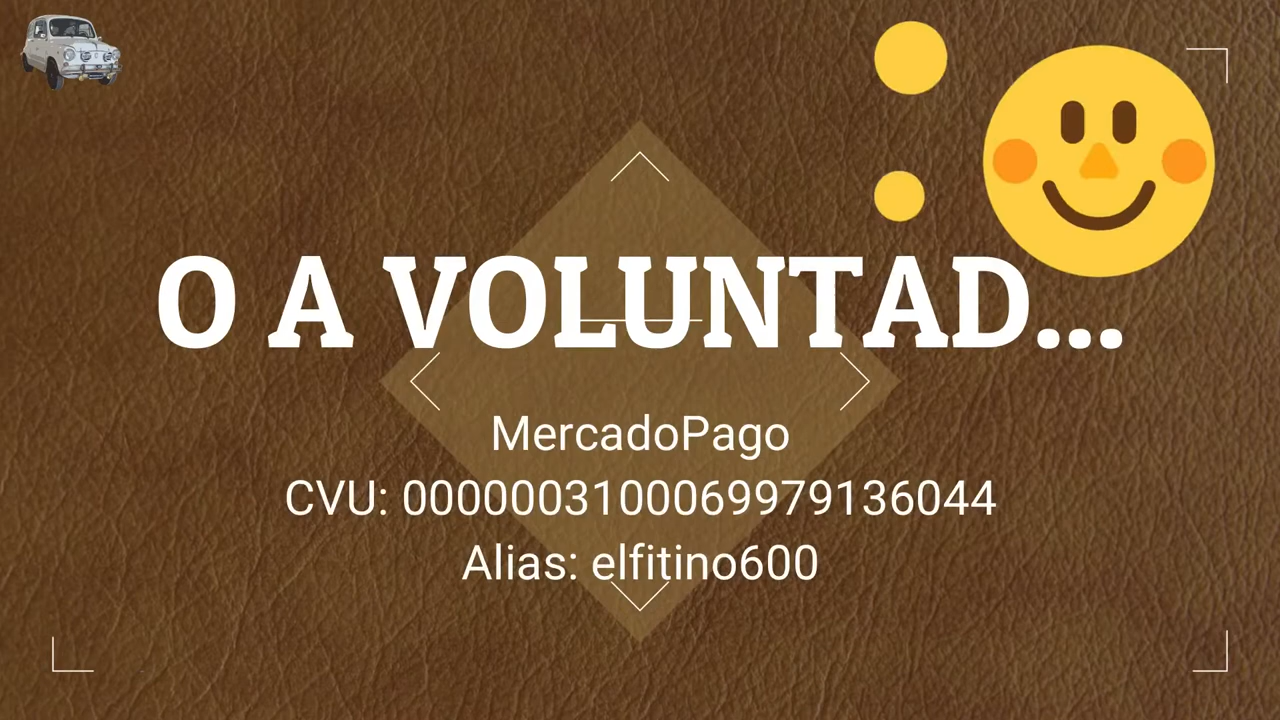 O A VOLUNTAD...
MercadoPago
CVU: 0000003100069979136044
Alias: elfitino600